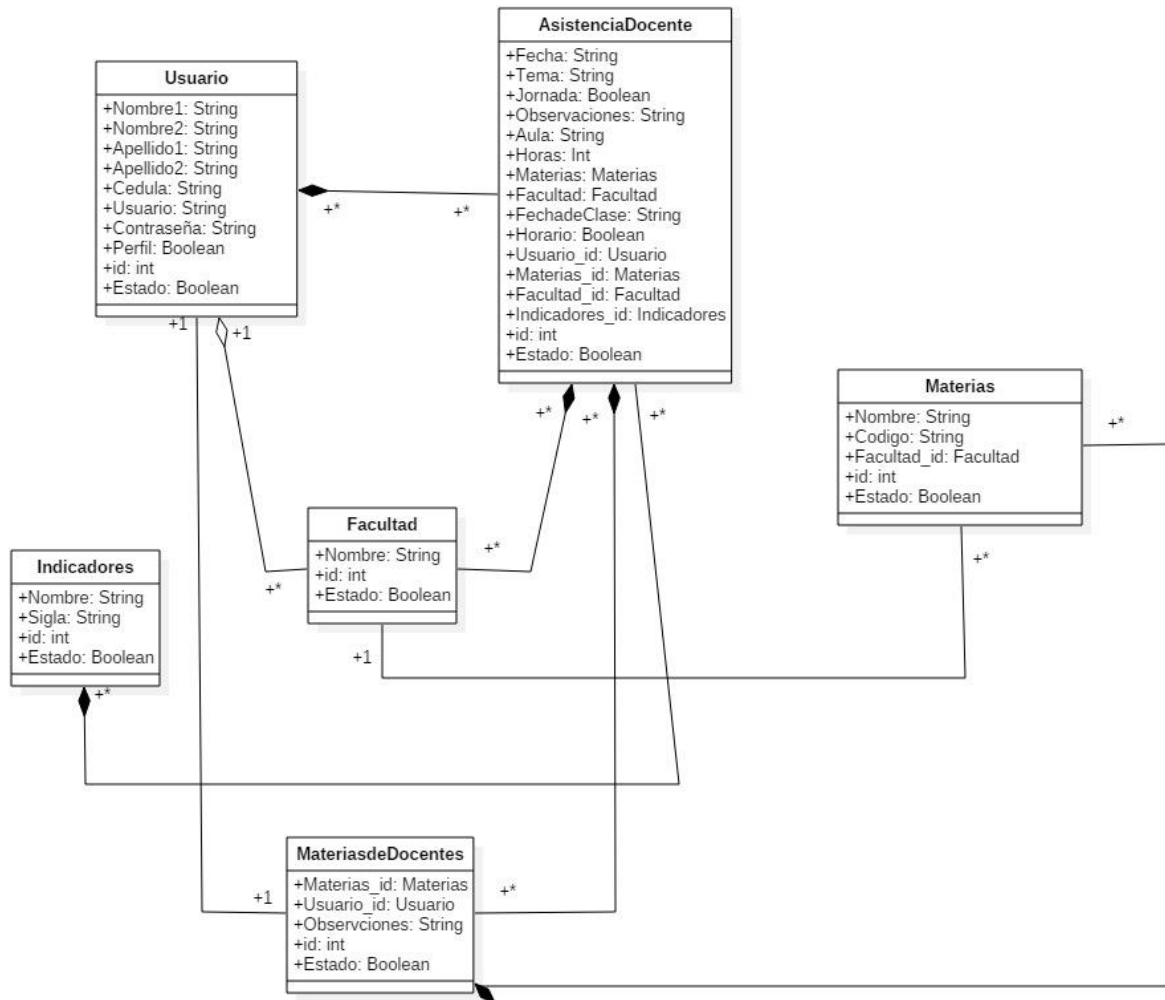 AsistenciaDocente
+Fecha: String
+Tema: String
+Jornada: Boolean
+Observaciones: String
+Aula: String
+Horas: Int
+Materias: Materias
+Facultad: Facultad
+FechadeClase: String
+Horario: Boolean
+Usuario_id: Usuario
+Materias_id: Materias
+Facultad_id: Facultad
+Indicadores_id: Indicadores
+id: int
+Estado: Boolean
Usuario
+Nombre1: String
+Nombre2: String
+Apellido1: String
+Apellido2: String
+Cedula: String
+Usuario: String
+Contraseña: String
+Perfil: Boolean
+id: int
+Estado: Boolean
+*
+*
+1
+1
+*
+*
+*
Materias
+Nombre: String
+Codigo: String
+Facultad_id: Facultad
+id: int
+Estado: Boolean
+*
+*
Facultad
+Nombre: String
+id: int
+Estado: Boolean
+*
+*
+1
Indicadores
+Nombre: String
+Sigla: String
+id: int
+Estado: Boolean
+*
MateriasdeDocentes
+Materias_id: Materias
+Usuario_id: Usuario
+Observciones: String
+id: int
+Estado: Boolean
+1
+*